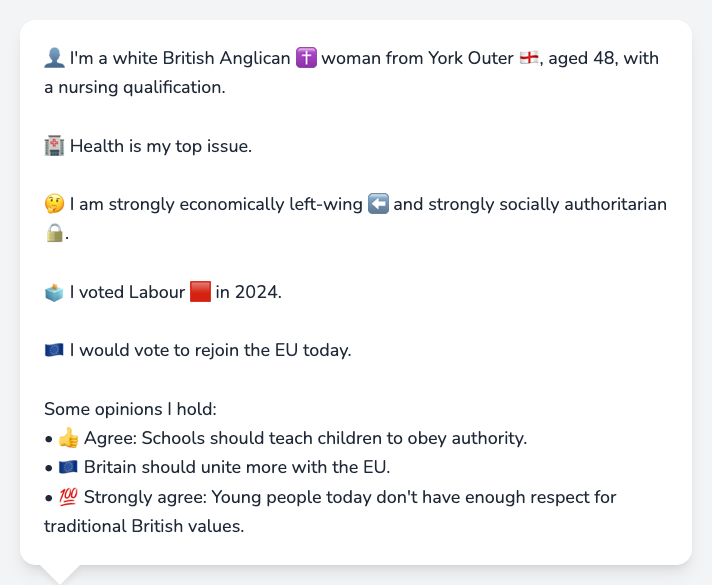 👤 I'm a white British Anglican ✝️ woman from York Outer 🏴󠁧󠁢󠁥󠁮󠁧󠁿, aged 48, with
a nursing qualification.
🏥 Health is my top issue.
🤔 I am strongly economically left-wing ⬅️ and strongly socially authoritarian
🔒.
🗳️ I voted Labour 🟥 in 2024.
🇪🇺 I would vote to rejoin the EU today.
Some opinions I hold:
• 👍 Agree: Schools should teach children to obey authority.
• 🇪🇺 Britain should unite more with the EU.
• 💯 Strongly agree: Young people today don't have enough respect for
traditional British values.